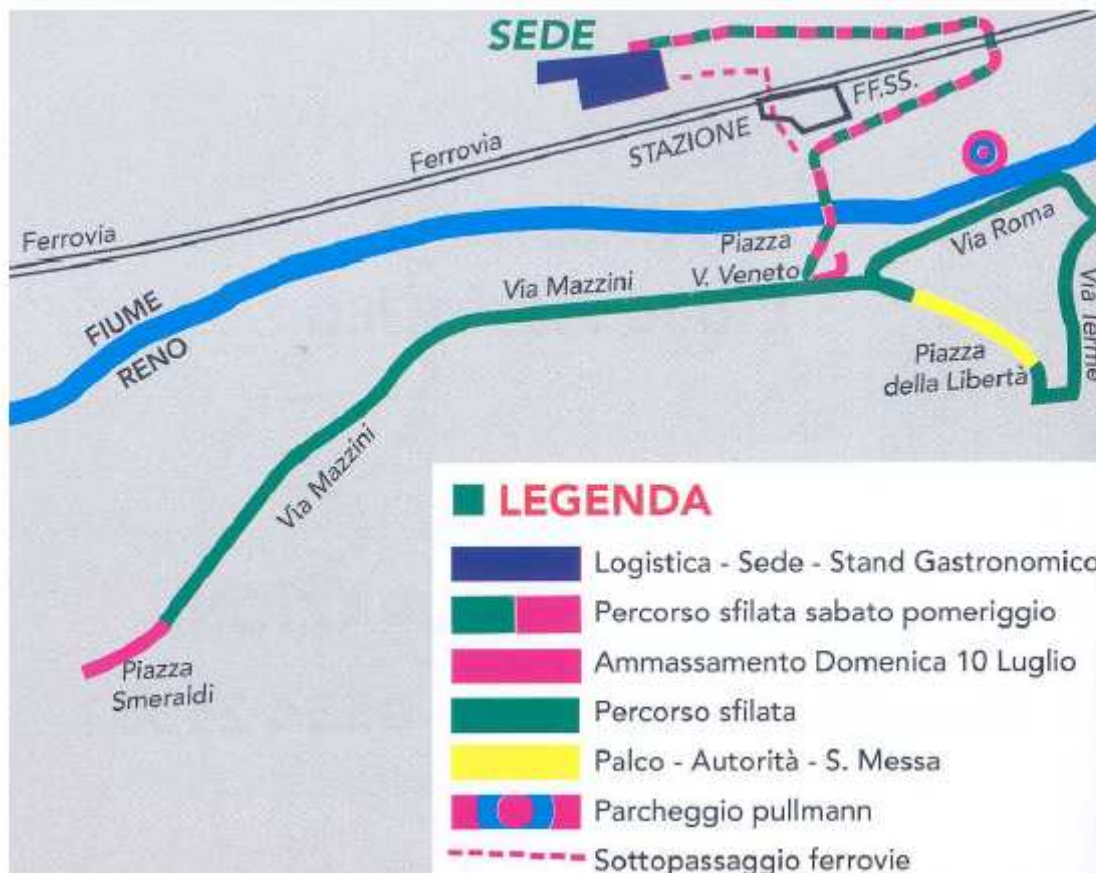 SEDE
FF.SS.
STAZIONE
Ferrovia
Ferrovia
Piazza
V. Veneto
Via Roma
Via Mazzini
Via Terme
FIUME
RENO
Piazza
della Libertà
Via Mazzini
Piazza
Smeraldi
LEGENDA
Logistica - Sede - Stand Gastronomico
Percorso sfilata sabato pomeriggio
Ammassamento Domenica 10 Luglio
Percorso sfilata
Palco - Autorità - S. Messa
Parcheggio pullmann
Sottopassaggio ferrovie